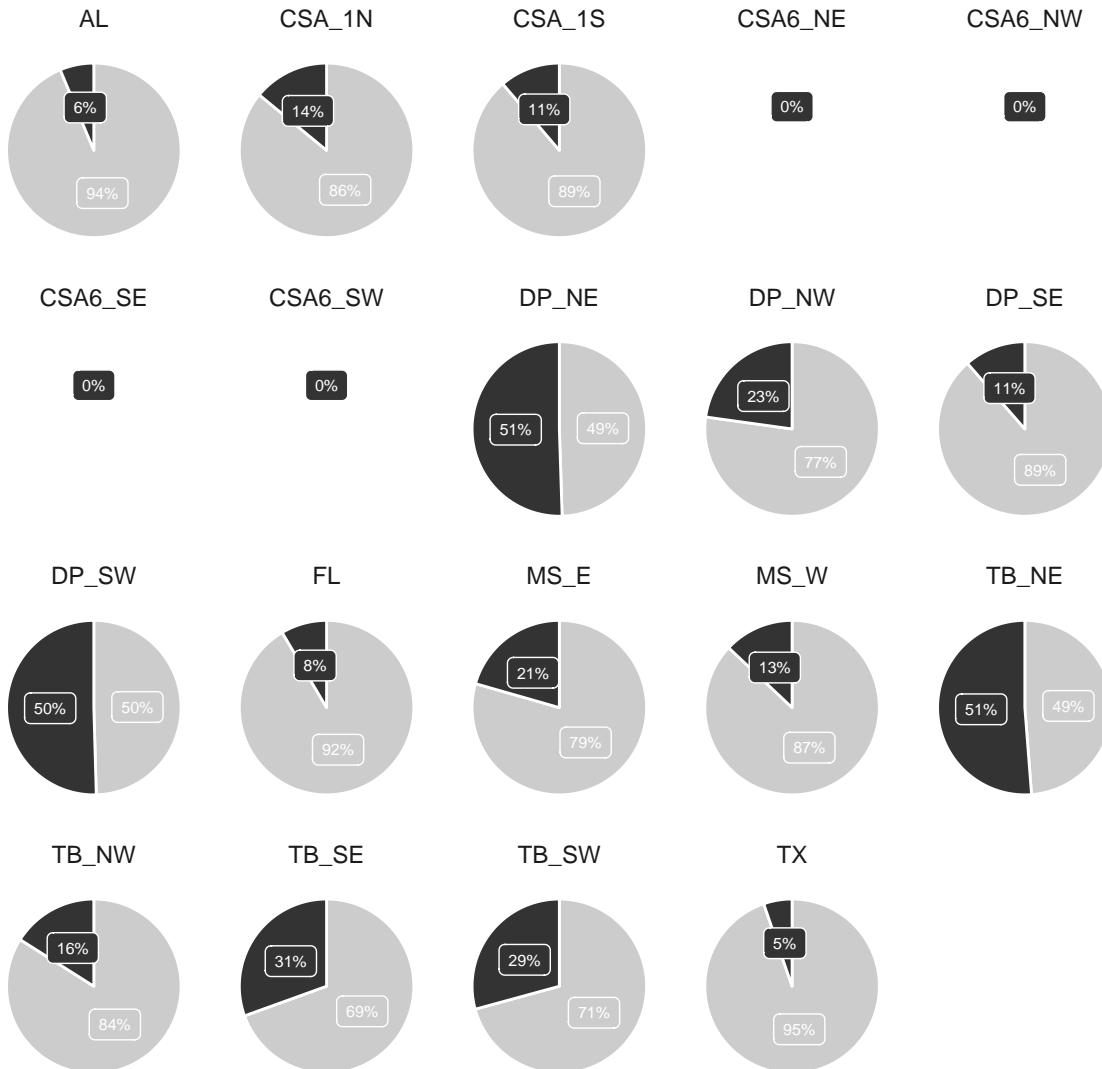 AL CSA_1N CSA_1S CSA6_NE CSA6_NW
6% 14% 11% 0% 0%
94% 86% 89%
CSA6_SE CSA6_SW DP_NE DP_NW DP_SE
0% 0% 51% 49% 23% 77% 11% 89%
DP_SW FL MS_E MS_W TB_NE
50% 50% 8% 92% 21% 79% 13% 87% 51% 49%
TB_NW TB_SE TB_SW TX
16% 84% 31% 69% 29% 71% 5% 95%